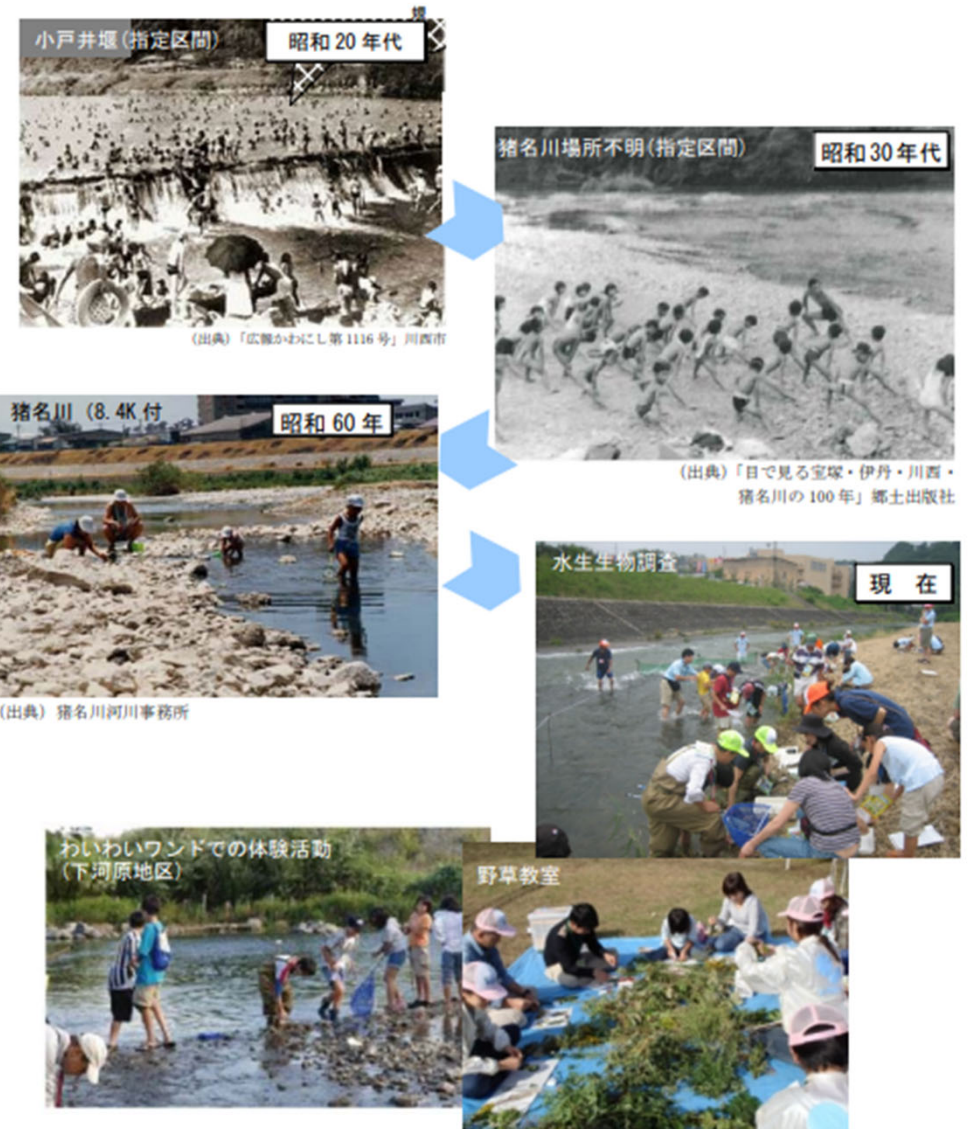 堰
小戸井堰(指定区間)
昭和20年代
(出典)「広報かわにし第1116号」川西市
猪名川場所不明(指定区間)
昭和30年代
(出典)「目で見る宝塚・伊丹・川西・
猪名川の100年」郷土出版社
猪名川 (8.4K付
昭和60年
(出典) 猪名川河川事務所
水生生物調査
現 在
わいわいワンドでの体験活動
(下河原地区)
野草教室